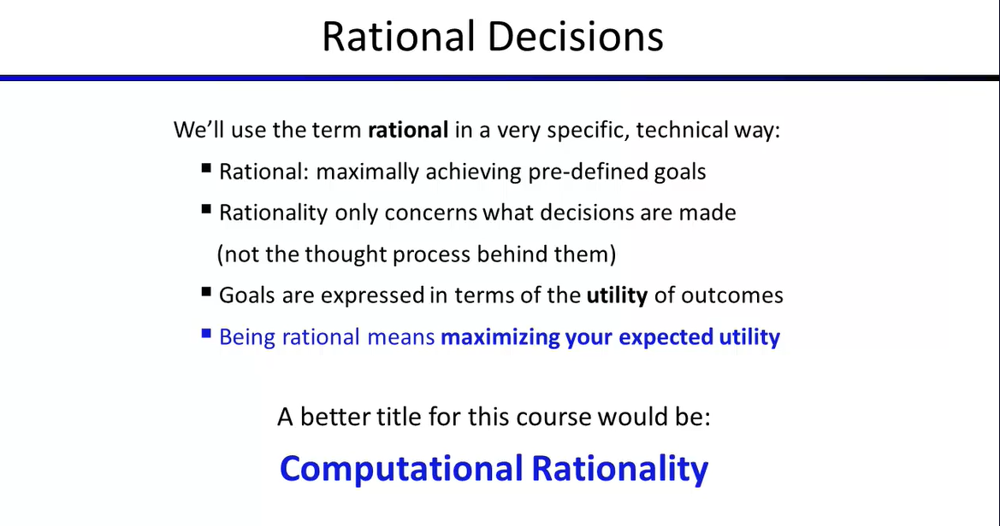 Rational Decisions
We’ll use the term rational in a very specific, technical way:
▪ Rational: maximally achieving pre-defined goals
▪ Rationality only concerns what decisions are made
(not the thought process behind them)
▪ Goals are expressed in terms of the utility of outcomes
▪ Being rational means maximizing your expected utility
A better title for this course would be:
Computational Rationality